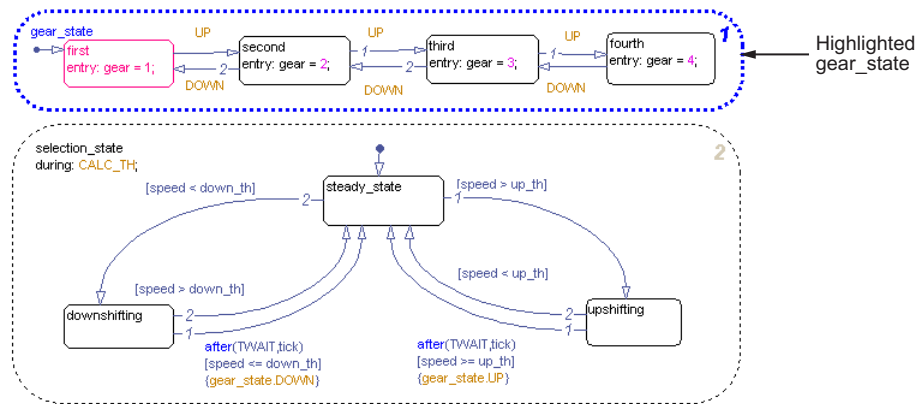 gear_state
UP
UP
UP
1
first
entry: gear = 1;
second
entry: gear = 2;
1
2
third
entry: gear = 3;
1
2
fourth
entry: gear = 4;
DOWN
DOWN
DOWN
Highlighted
gear_state
selection_state
during: CALC_TH;
2
[speed < down_th]
2
steady_state
1
[speed > up_th]
[speed > down_th]
[speed < up_th]
downshifting
2
1
2
1
upshifting
after(TWAIT,tick)
[speed <= down_th]
{gear_state.DOWN}
after(TWAIT,tick)
[speed >= up_th]
{gear_state.UP}